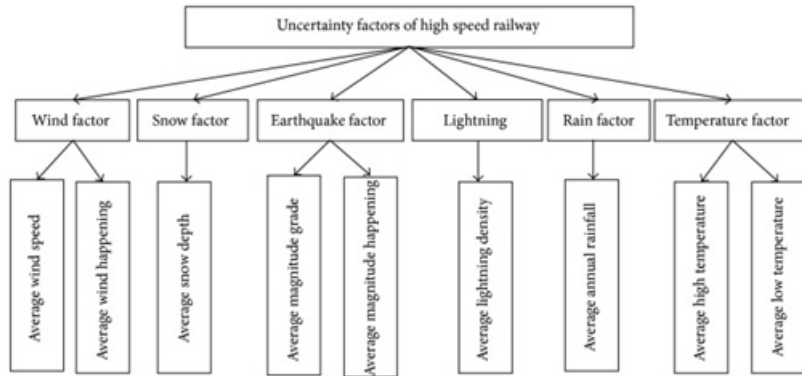 Uncertainty factors of high speed railway
Wind factor
Snow factor
Earthquake factor
Lightning
Rain factor
Temperature factor
Average wind speed
Average wind happening
Average snow depth
Average magnitude grade
Average magnitude happening
Average lightning density
Average annual rainfall
Average high temperature
Average low temperature